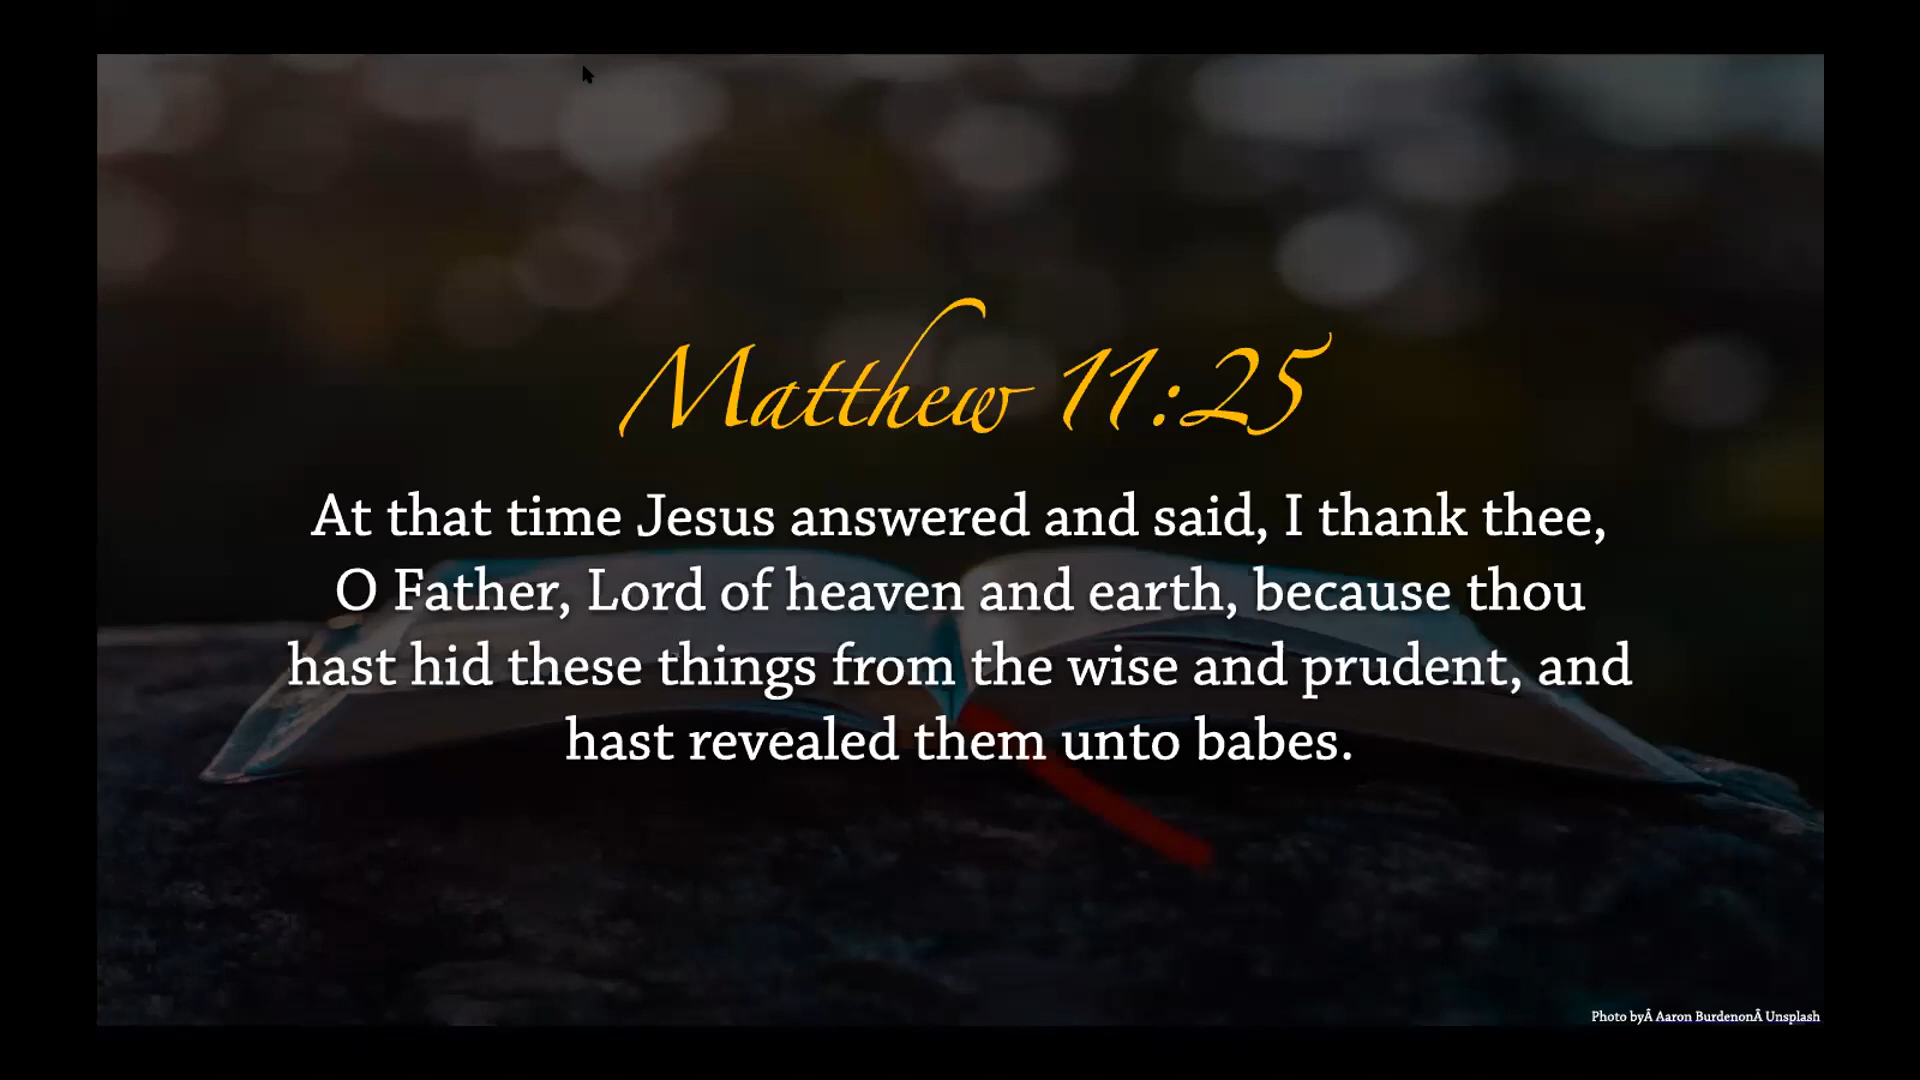 Matthew 11:25
At that time Jesus answered and said, I thank thee,
O Father, Lord of heaven and earth, because thou
hast hid these things from the wise and prudent, and
hast revealed them unto babes.
Photo byÂ Aaron BurdenonÂ Unsplash